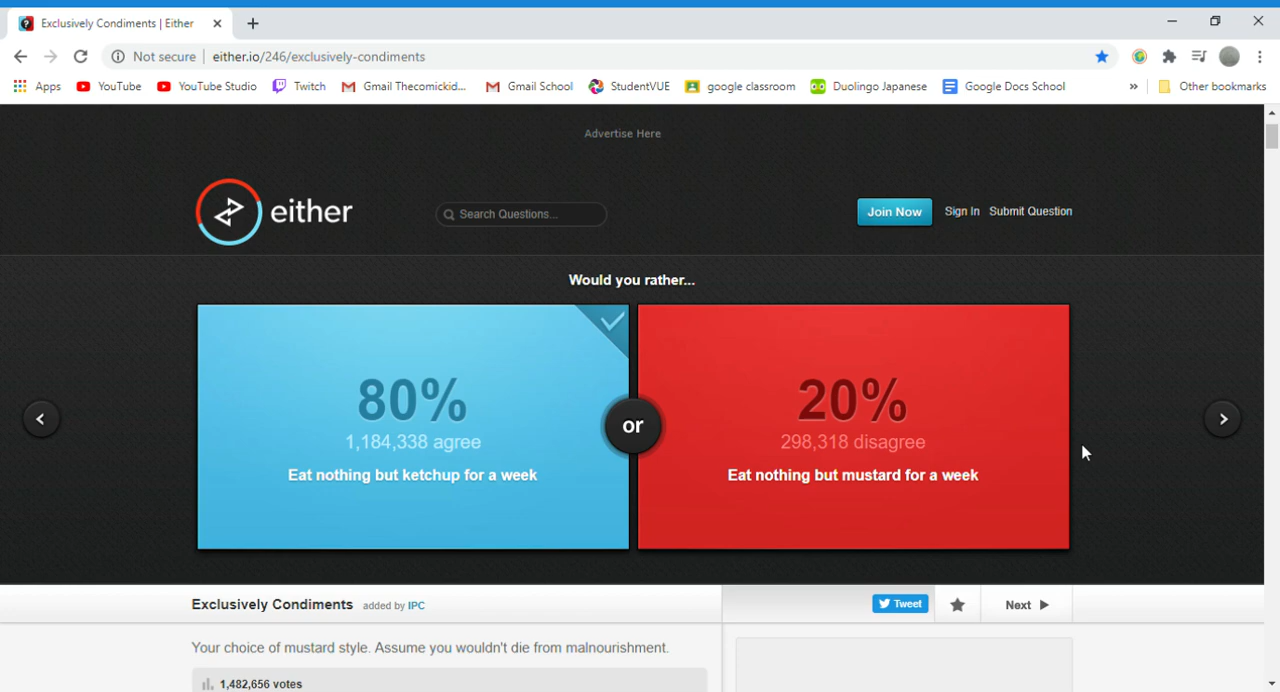 Exclusively Condiments | Either
Not secure | either.io/246/exclusively-condiments
Apps YouTube YouTube Studio Twitch Gmail Thecomickid... Gmail School StudentVUE google classroom Duolingo Japanese Google Docs School » Other bookmarks
Advertise Here
either Search Questions... Join Now Sign In Submit Question
Would you rather...
80% 20%
1,184,338 agree or 298,318 disagree
Eat nothing but ketchup for a week Eat nothing but mustard for a week
Exclusively Condiments added by IPC Tweet Next
Your choice of mustard style. Assume you wouldn't die from malnourishment.
1,482,656 votes